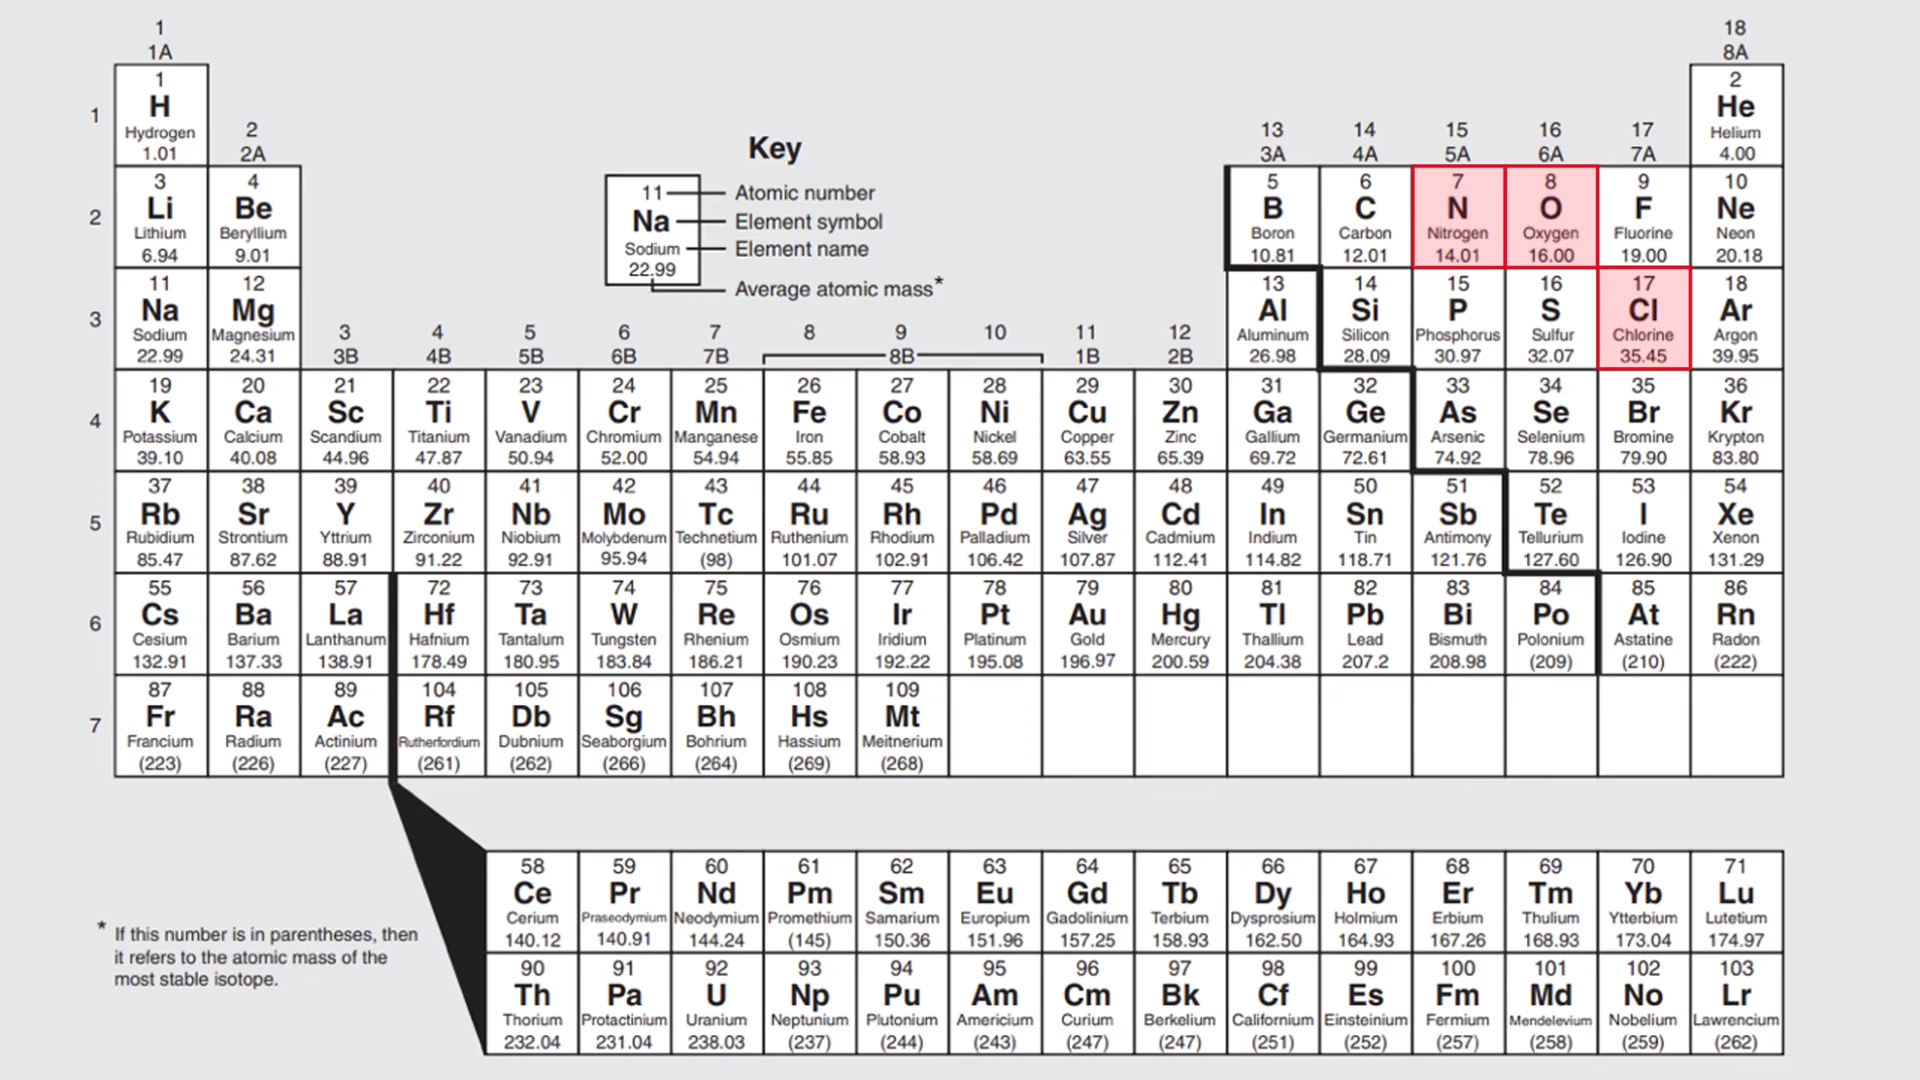 1 18
1A 8A
1 2
H He
Hydrogen Helium
1.01 4.00
1
2 13 14 15 16 17
2A 3A 4A 5A 6A 7A
Key
11 Atomic number
Na Element symbol
Sodium Element name
22.99
Average atomic mass*
3 4 5 6 7 8 9 10
Li Be B C N O F Ne
Lithium Beryllium Boron Carbon Nitrogen Oxygen Fluorine Neon
6.94 9.01 10.81 12.01 14.01 16.00 19.00 20.18
2
11 12 13 14 15 16 17 18
Na Mg Al Si P S Cl Ar
Sodium Magnesium Aluminum Silicon Phosphorus Sulfur Chlorine Argon
22.99 24.31 26.98 28.09 30.97 32.07 35.45 39.95
3
3 4 5 6 7 8 9 10 11 12
3B 4B 5B 6B 7B 8B 1B 2B
19 20 21 22 23 24 25 26 27 28 29 30 31 32 33 34 35 36
4 K Ca Sc Ti V Cr Mn Fe Co Ni Cu Zn Ga Ge As Se Br Kr
Potassium Calcium Scandium Titanium Vanadium Chromium Manganese Iron Cobalt Nickel Copper Zinc Gallium Germanium Arsenic Selenium Bromine Krypton
39.10 40.08 44.96 47.87 50.94 52.00 54.94 55.85 58.93 58.69 63.55 65.39 69.72 72.61 74.92 78.96 79.90 83.80
37 38 39 40 41 42 43 44 45 46 47 48 49 50 51 52 53 54
5 Rb Sr Y Zr Nb Mo Tc Ru Rh Pd Ag Cd In Sn Sb Te I Xe
Rubidium Strontium Yttrium Zirconium Niobium Molybdenum Technetium Ruthenium Rhodium Palladium Silver Cadmium Indium Tin Antimony Tellurium Iodine Xenon
85.47 87.62 88.91 91.22 92.91 95.94 (98) 101.07 102.91 106.42 107.87 112.41 114.82 118.71 121.76 127.60 126.90 131.29
55 56 57 72 73 74 75 76 77 78 79 80 81 82 83 84 85 86
6 Cs Ba La Hf Ta W Re Os Ir Pt Au Hg Tl Pb Bi Po At Rn
Cesium Barium Lanthanum Hafnium Tantalum Tungsten Rhenium Osmium Iridium Platinum Gold Mercury Thallium Lead Bismuth Polonium Astatine Radon
132.91 137.33 138.91 178.49 180.95 183.84 186.21 190.23 192.22 195.08 196.97 200.59 204.38 207.2 208.98 (209) (210) (222)
87 88 89 104 105 106 107 108 109
7 Fr Ra Ac Rf Db Sg Bh Hs Mt
Francium Radium Actinium Rutherfordium Dubnium Seaborgium Bohrium Hassium Meitnerium
(223) (226) (227) (261) (262) (266) (264) (269) (268)
58 59 60 61 62 63 64 65 66 67 68 69 70 71
Ce Pr Nd Pm Sm Eu Gd Tb Dy Ho Er Tm Yb Lu
Cerium Praseodymium Neodymium Promethium Samarium Europium Gadolinium Terbium Dysprosium Holmium Erbium Thulium Ytterbium Lutetium
140.12 140.91 144.24 (145) 150.36 151.96 157.25 158.93 162.50 164.93 167.26 168.93 173.04 174.97
90 91 92 93 94 95 96 97 98 99 100 101 102 103
Th Pa U Np Pu Am Cm Bk Cf Es Fm Md No Lr
Thorium Protactinium Uranium Neptunium Plutonium Americium Curium Berkelium Californium Einsteinium Fermium Mendelevium Nobelium Lawrencium
232.04 231.04 238.03 (237) (244) (243) (247) (247) (251) (252) (257) (258) (259) (262)
* If this number is in parentheses, then
it refers to the atomic mass of the
most stable isotope.